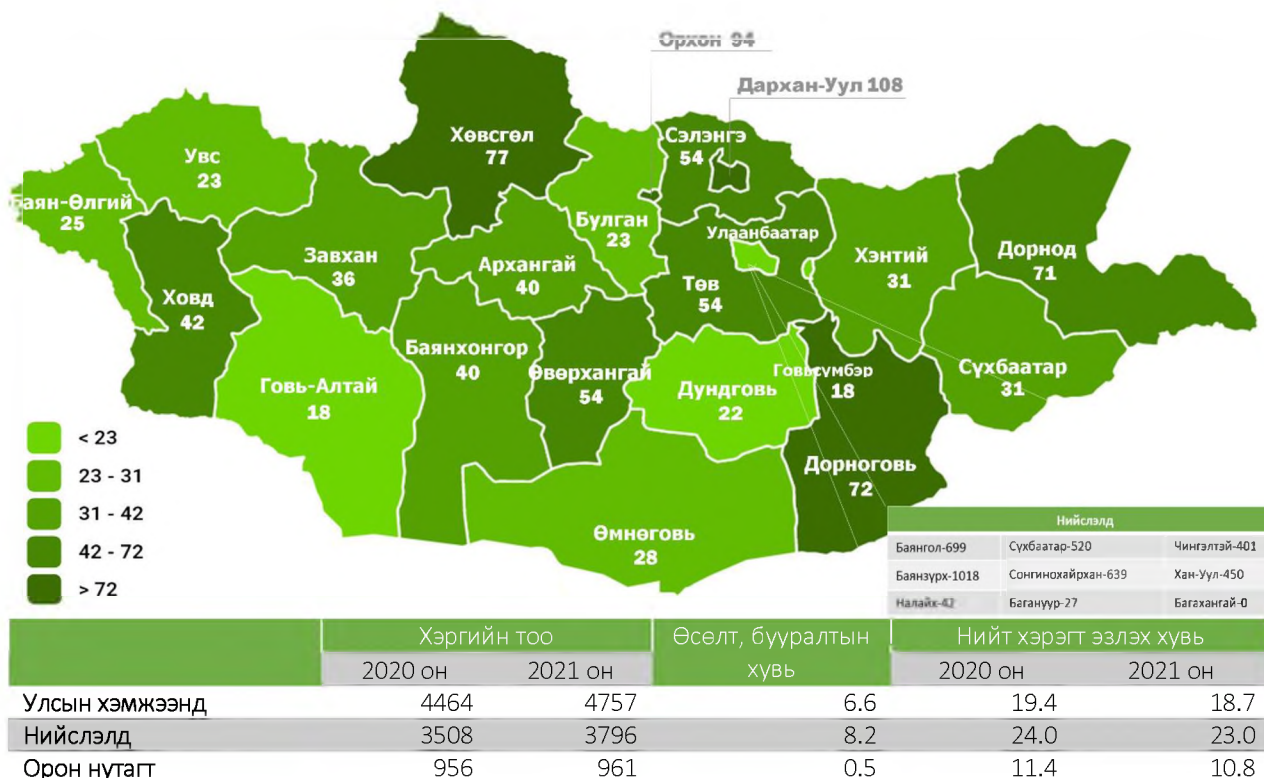 Орхон 94
Дархан-Уул 108
Хөвсгөл
77
Сэлэнгэ
54
Увс
23
Баян-Өлгий
25
Булган
23
Улаанбаатар
Завхан
36
Архангай
40
Төв
54
Хэнтий
31
Дорнод
71
Ховд
42
Баянхонгор
40
Өвөрхангай
54
Говь-Алтай
18
Дундговь
22
Говьсүмбэр
18
Сүхбаатар
31
Дорноговь
72
Өмнөговь
28
< 23
23 - 31
31 - 42
42 - 72
> 72
Нийслэлд
Баянгол-699 Сүхбаатар-520 Чингэлтэй-401
Баянзүрх-1018 Сонгинохайрхан-639 Хан-Уул-450
Налайх-42 Багануур-27 Багахангай-0
Хэргийн тоо Өсөлт, бууралтын хувь Нийт хэрэгт эзлэх хувь
2020 он 2021 он 2020 он 2021 он
Улсын хэмжээнд 4464 4757 6.6 19.4 18.7
Нийслэлд 3508 3796 8.2 24.0 23.0
Орон нутагт 956 961 0.5 11.4 10.8